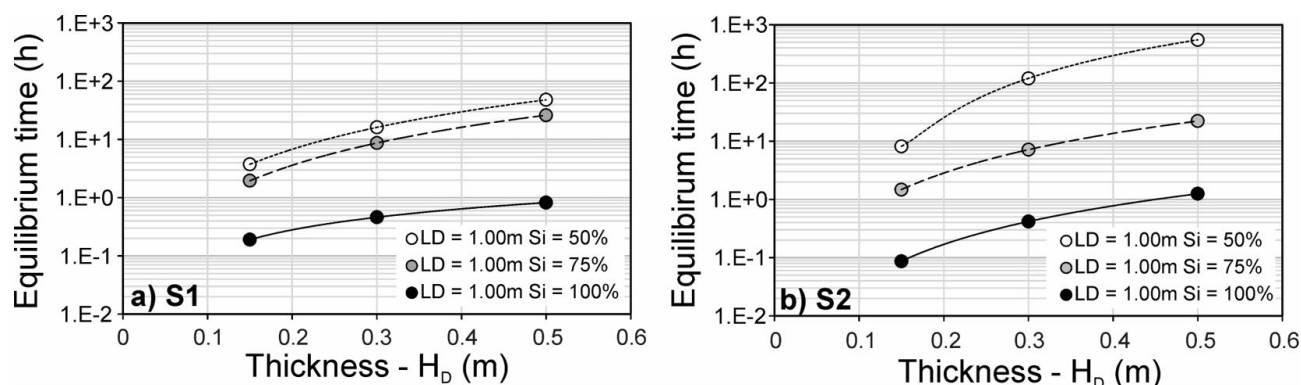 Equilibrium time (h)
1.E+3
1.E+2
1.E+1
1.E+0
1.E-1
1.E-2
LD = 1.00m Si = 50%
LD = 1.00m Si = 75%
LD = 1.00m Si = 100%
a) S1
0 0.1 0.2 0.3 0.4 0.5 0.6
Thickness - H_D (m)
Equilibirum time (h)
1.E+3
1.E+2
1.E+1
1.E+0
1.E-1
1.E-2
LD = 1.00m Si = 50%
LD = 1.00m Si = 75%
LD = 1.00m Si = 100%
b) S2
0 0.1 0.2 0.3 0.4 0.5 0.6
Thickness - H_D (m)